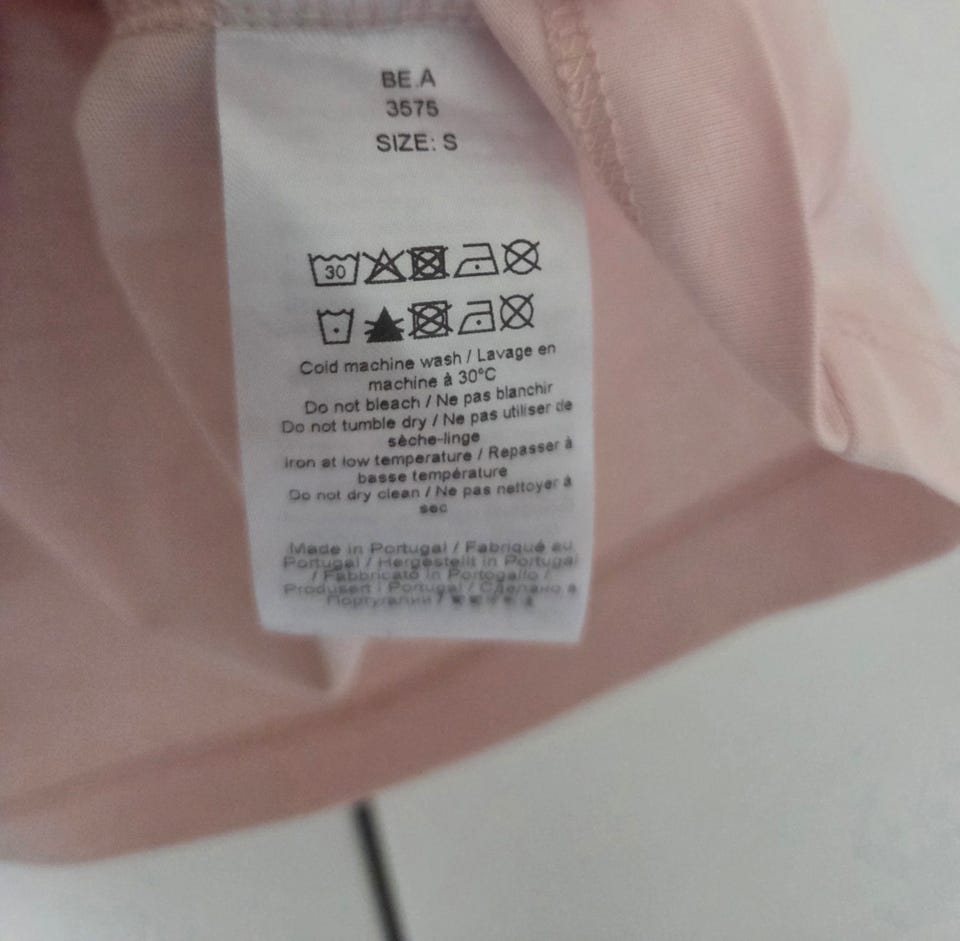 BE.A
3575
SIZE: S
30
Cold machine wash / Lavage en
machine à 30°C
Do not bleach / Ne pas blanchir
Do not tumble dry / Ne pas utiliser de
sèche-linge
Iron at low temperature / Repasser à
basse température
Do not dry clean / Ne pas nettoyer à
sec
Made in Portugal / Fabriqué au
Portugal / Hergestellt in Portugal
/ Fabbricato in Portogallo /
Produsert i Portugal / Сделано в
Португалии /